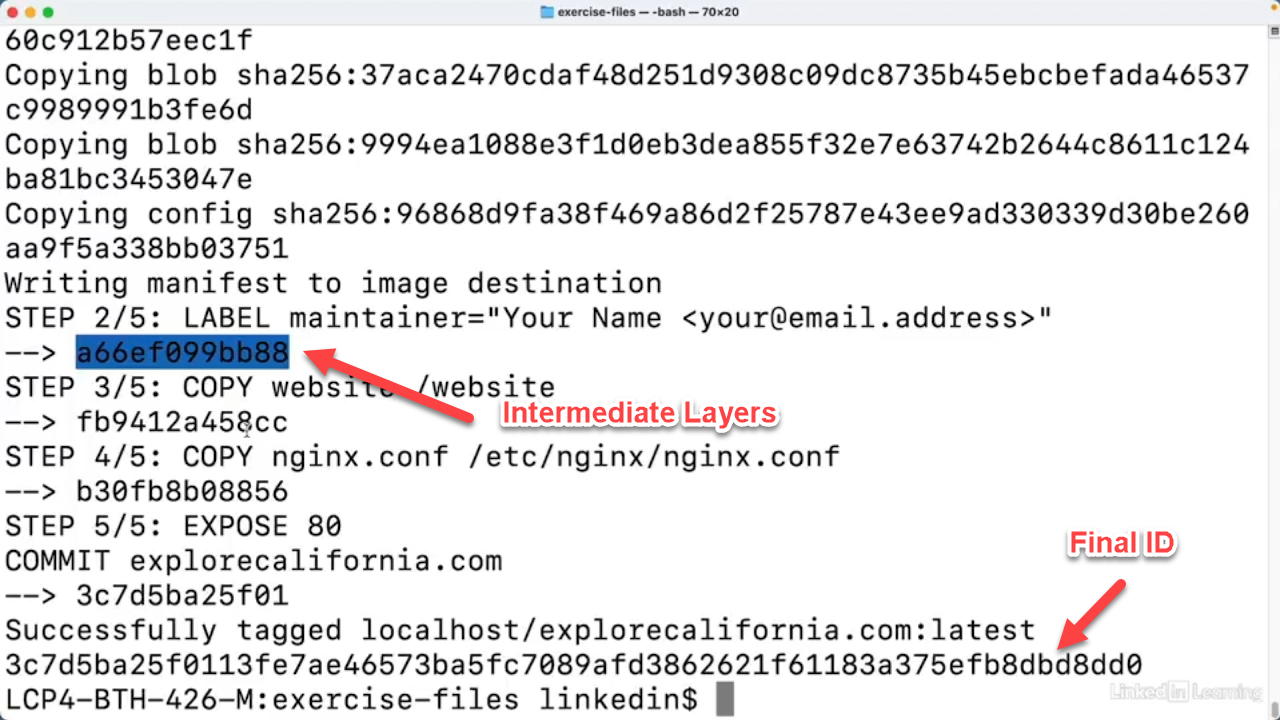 exercise-files — -bash — 70×20
60c912b57eec1f
Copying blob sha256:37aca2470cdaf48d251d9308c09dc8735b45ebcbefada46537
c9989991b3fe6d
Copying blob sha256:9994ea1088e3f1d0eb3dea855f32e7e63742b2644c8611c124
ba81bc3453047e
Copying config sha256:96868d9fa38f469a86d2f25787e43ee9ad330339d30be260
aa9f5a338bb03751
Writing manifest to image destination
STEP 2/5: LABEL maintainer="Your Name <your@email.address>"
--> a66ef099bb88
STEP 3/5: COPY website /website
Intermediate Layers
--> fb9412a458cc
STEP 4/5: COPY nginx.conf /etc/nginx/nginx.conf
--> b30fb8b08856
STEP 5/5: EXPOSE 80
Final ID
COMMIT explorecalifornia.com
--> 3c7d5ba25f01
Successfully tagged localhost/explorecalifornia.com:latest
3c7d5ba25f0113fe7ae46573ba5fc7089afd3862621f61183a375efb8dbd8dd0
LCP4-BTH-426-M:exercise-files linkedin$
Linked in Learning